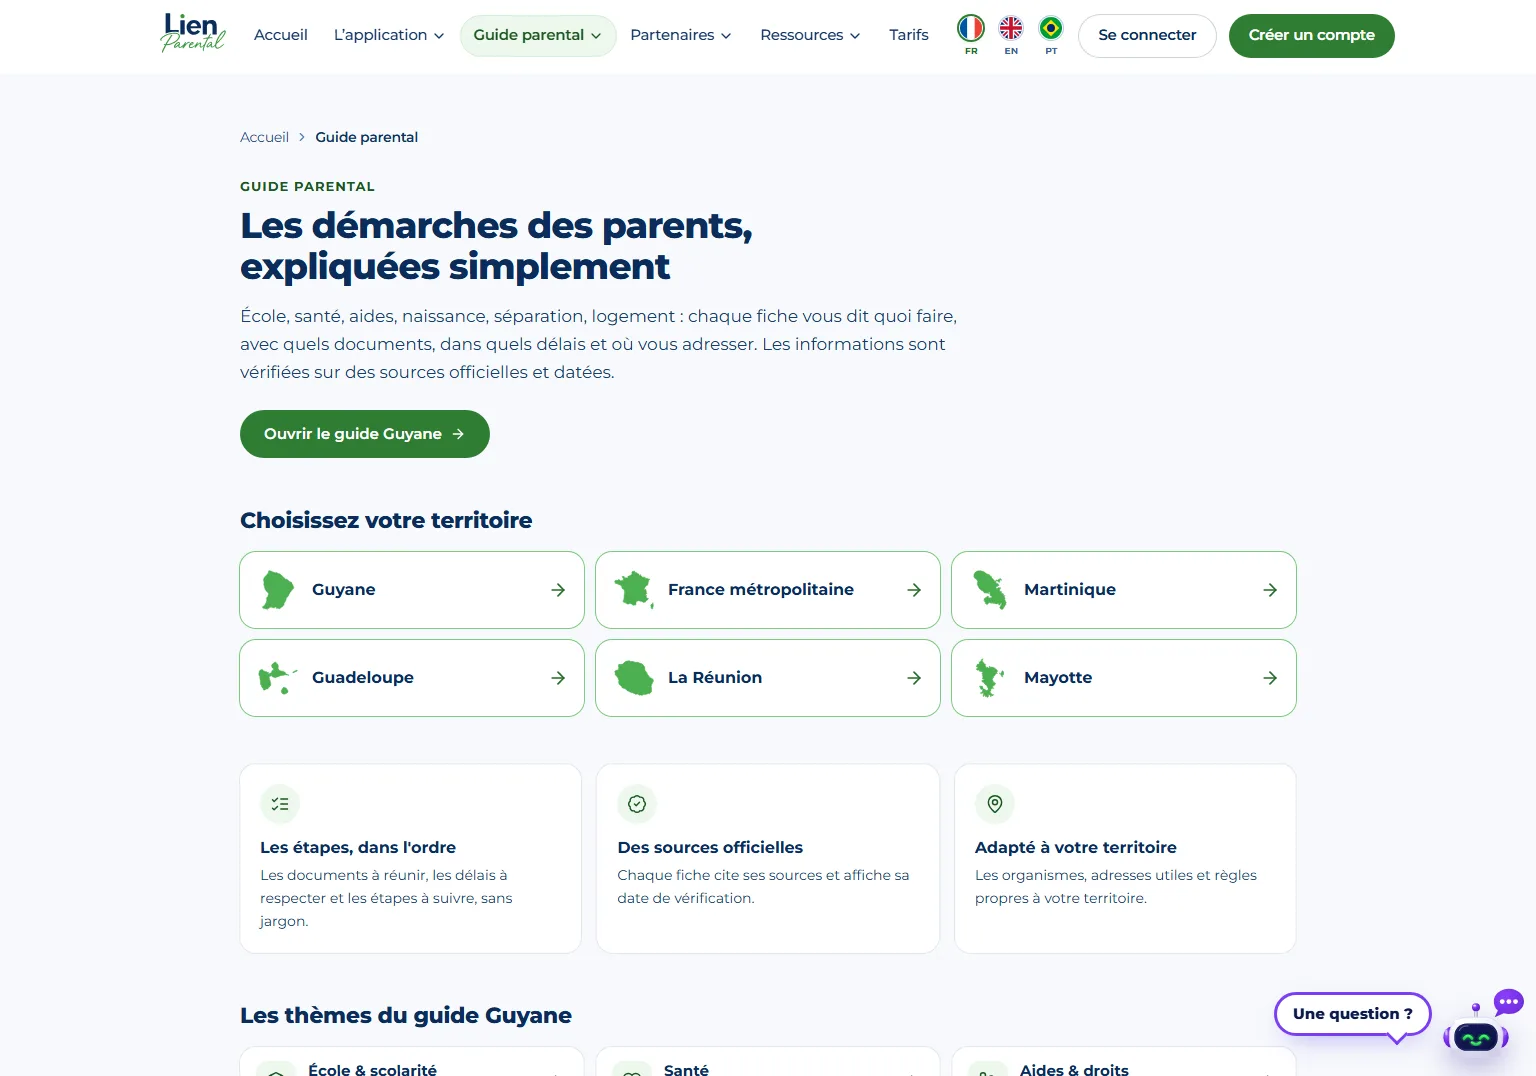 Lien
Parental
Accueil
L'application
Guide parental
Partenaires
Ressources
Tarifs
FR
EN
PT
Se connecter
Créer un compte
Accueil > Guide parental
GUIDE PARENTAL
Les démarches des parents,
expliquées simplement
École, santé, aides, naissance, séparation, logement : chaque fiche vous dit quoi faire,
avec quels documents, dans quels délais et où vous adresser. Les informations sont
vérifiées sur des sources officielles et datées.
Ouvrir le guide Guyane →
Choisissez votre territoire
Guyane
France métropolitaine
Martinique
Guadeloupe
La Réunion
Mayotte
Les étapes, dans l'ordre
Les documents à réunir, les délais à
respecter et les étapes à suivre, sans
jargon.
Des sources officielles
Chaque fiche cite ses sources et affiche sa
date de vérification.
Adapté à votre territoire
Les organismes, adresses utiles et règles
propres à votre territoire.
Les thèmes du guide Guyane
Une question ?
École & scolarité
Santé
Aides & droits